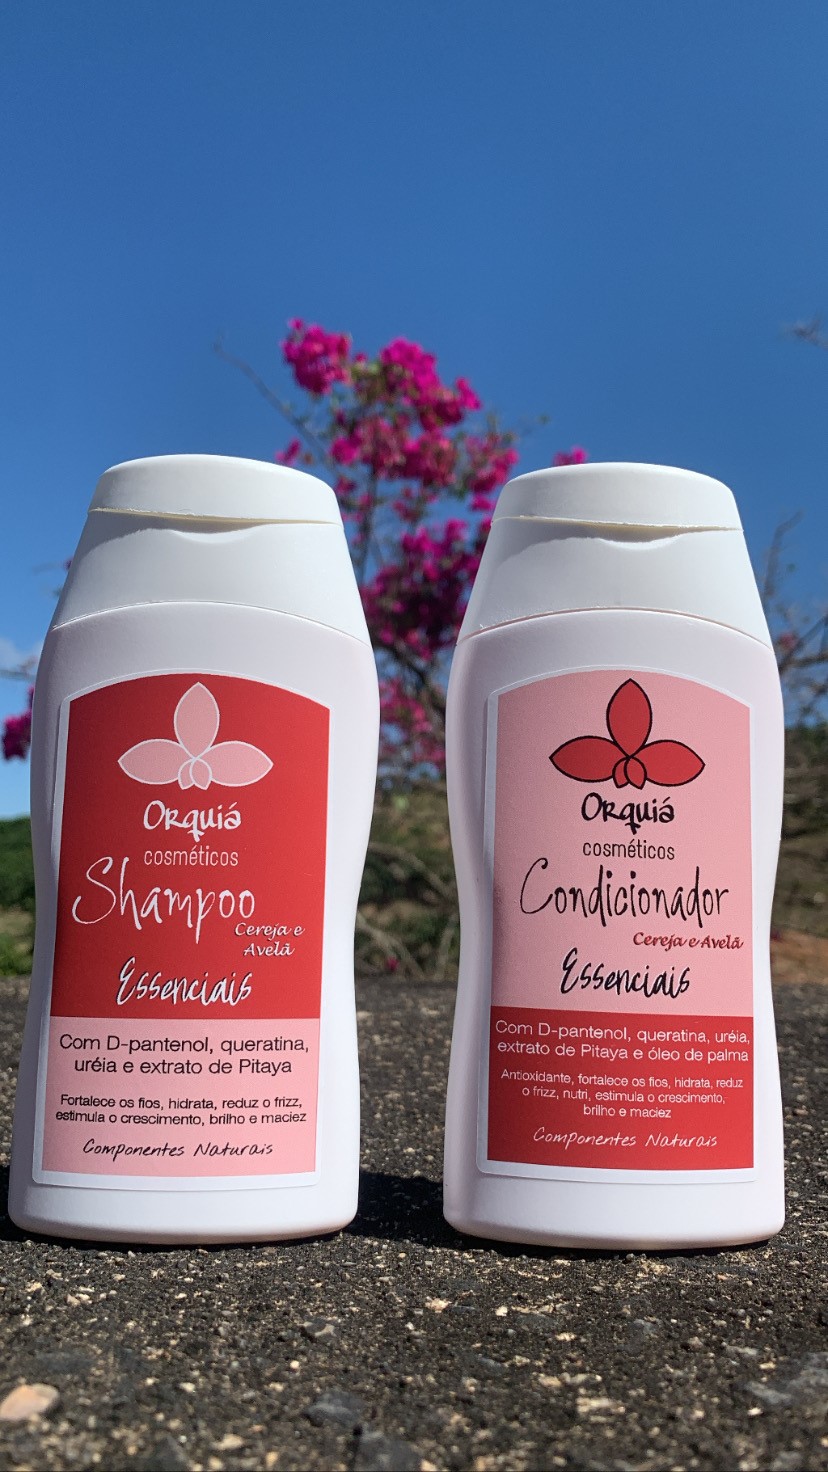 Orquiá
cosméticos
Shampoo
Cereja e
Avelã
Essenciais
Com D-pantenol, queratina,
uréia e extrato de Pitaya
Fortalece os fios, hidrata, reduz o frizz,
estimula o crescimento, brilho e maciez
Componentes Naturais
Orquiá
cosméticos
Condicionador
Cereja e Avelã
Essenciais
Com D-pantenol, queratina, uréia,
extrato de Pitaya e óleo de palma
Antioxidante, fortalece os fios, hidrata, reduz
o frizz, nutri, estimula o crescimento,
brilho e maciez
Componentes Naturais